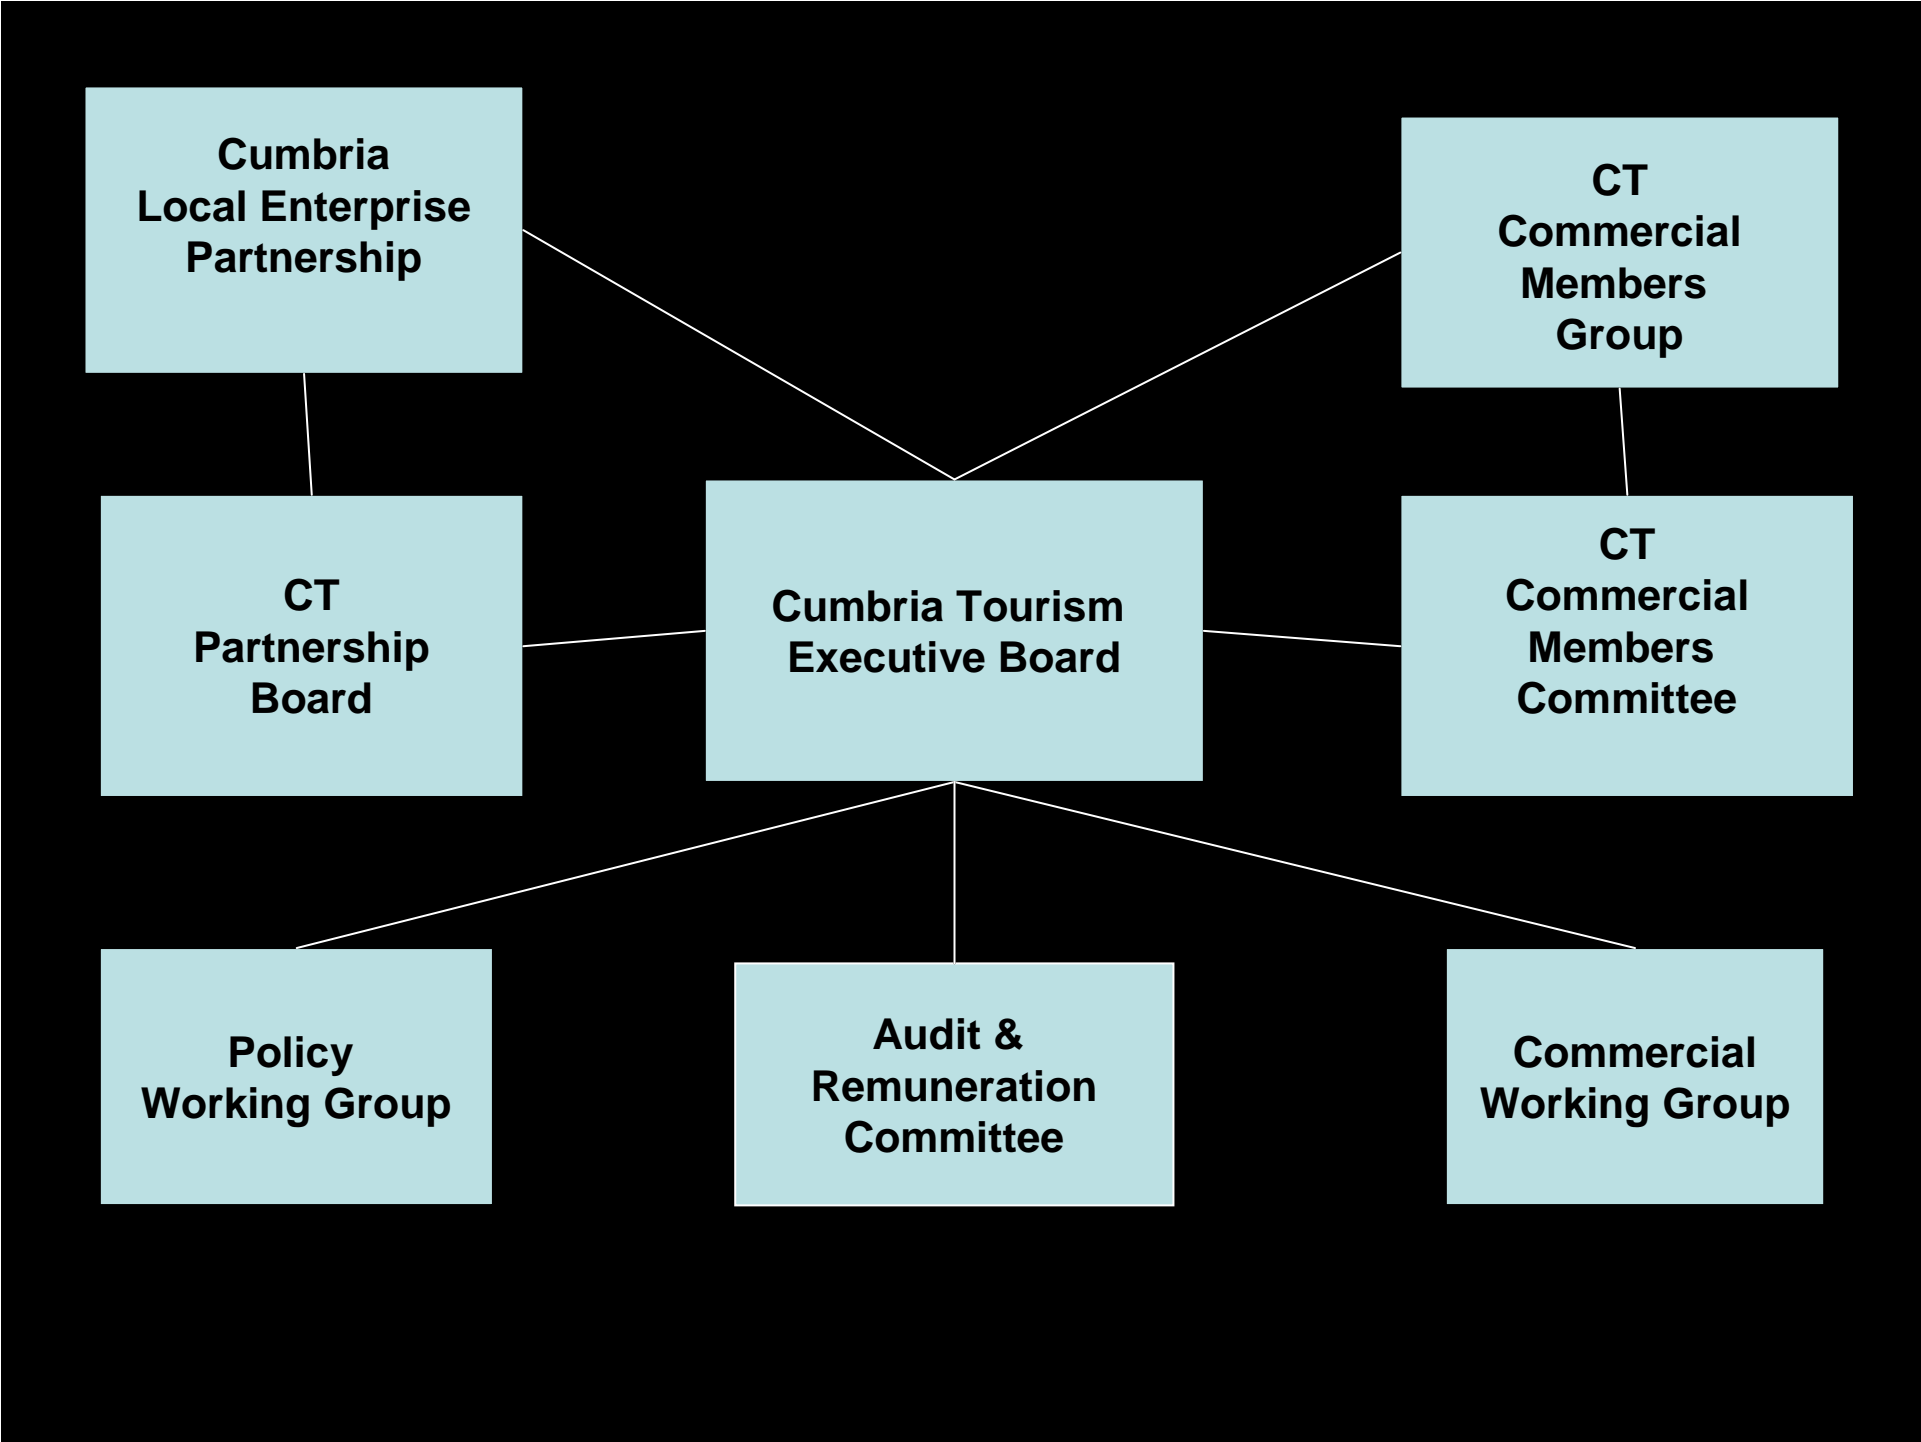 Cumbria
Local Enterprise
Partnership
CT
Commercial
Members
Group
CT
Partnership
Board
Cumbria Tourism
Executive Board
CT
Commercial
Members
Committee
Policy
Working Group
Audit &
Remuneration
Committee
Commercial
Working Group